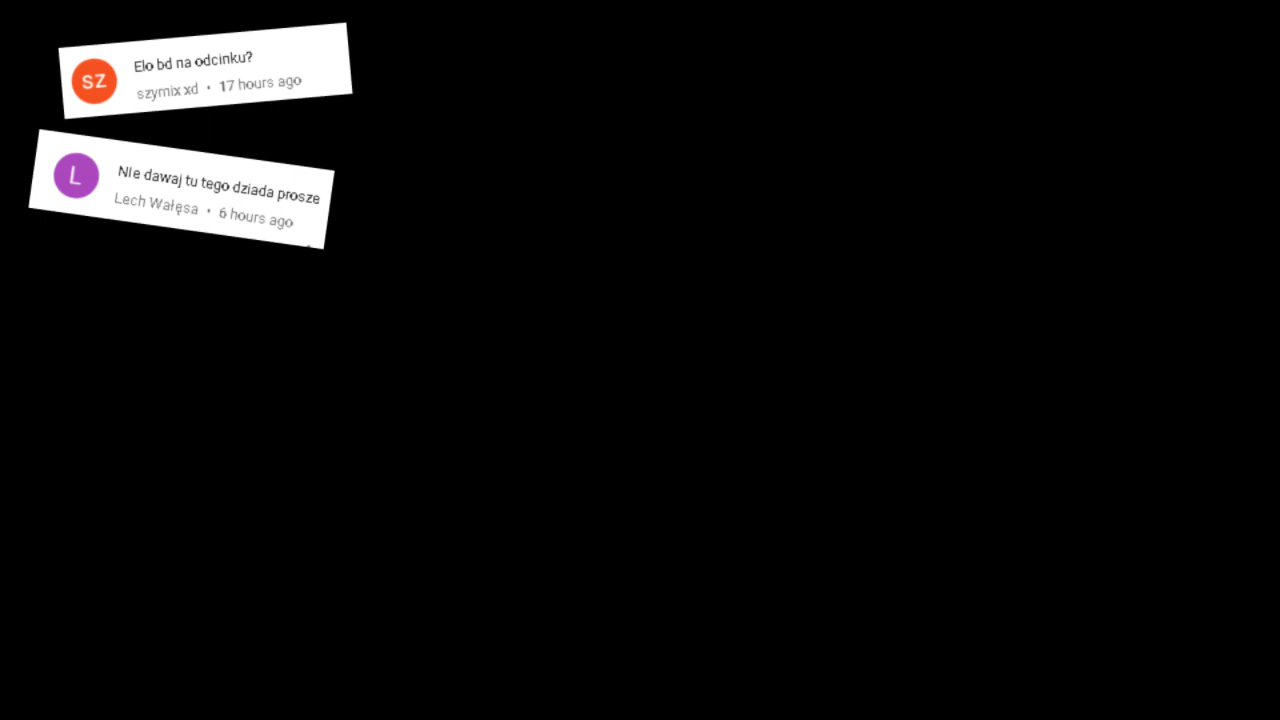 SZ
Elo bd na odcinku?
szymix xd • 17 hours ago
L
NIe dawaj tu tego dziada prosze
Lech Wałęsa • 6 hours ago